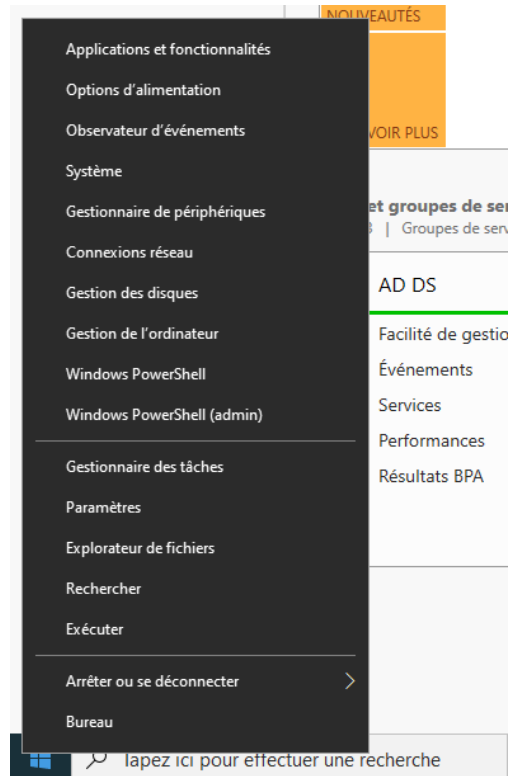 NOUVEAUTÉS
Applications et fonctionnalités
Options d’alimentation
Observateur d’événements
VOIR PLUS
Système
Gestionnaire de périphériques
et groupes de ser
| Groupes de serv
Connexions réseau
Gestion des disques
AD DS
Gestion de l’ordinateur
Facilité de gestio
Windows PowerShell
Événements
Windows PowerShell (admin)
Services
Performances
Gestionnaire des tâches
Résultats BPA
Paramètres
Explorateur de fichiers
Rechercher
Exécuter
Arrêter ou se déconnecter
Bureau
Tapez ici pour effectuer une recherche